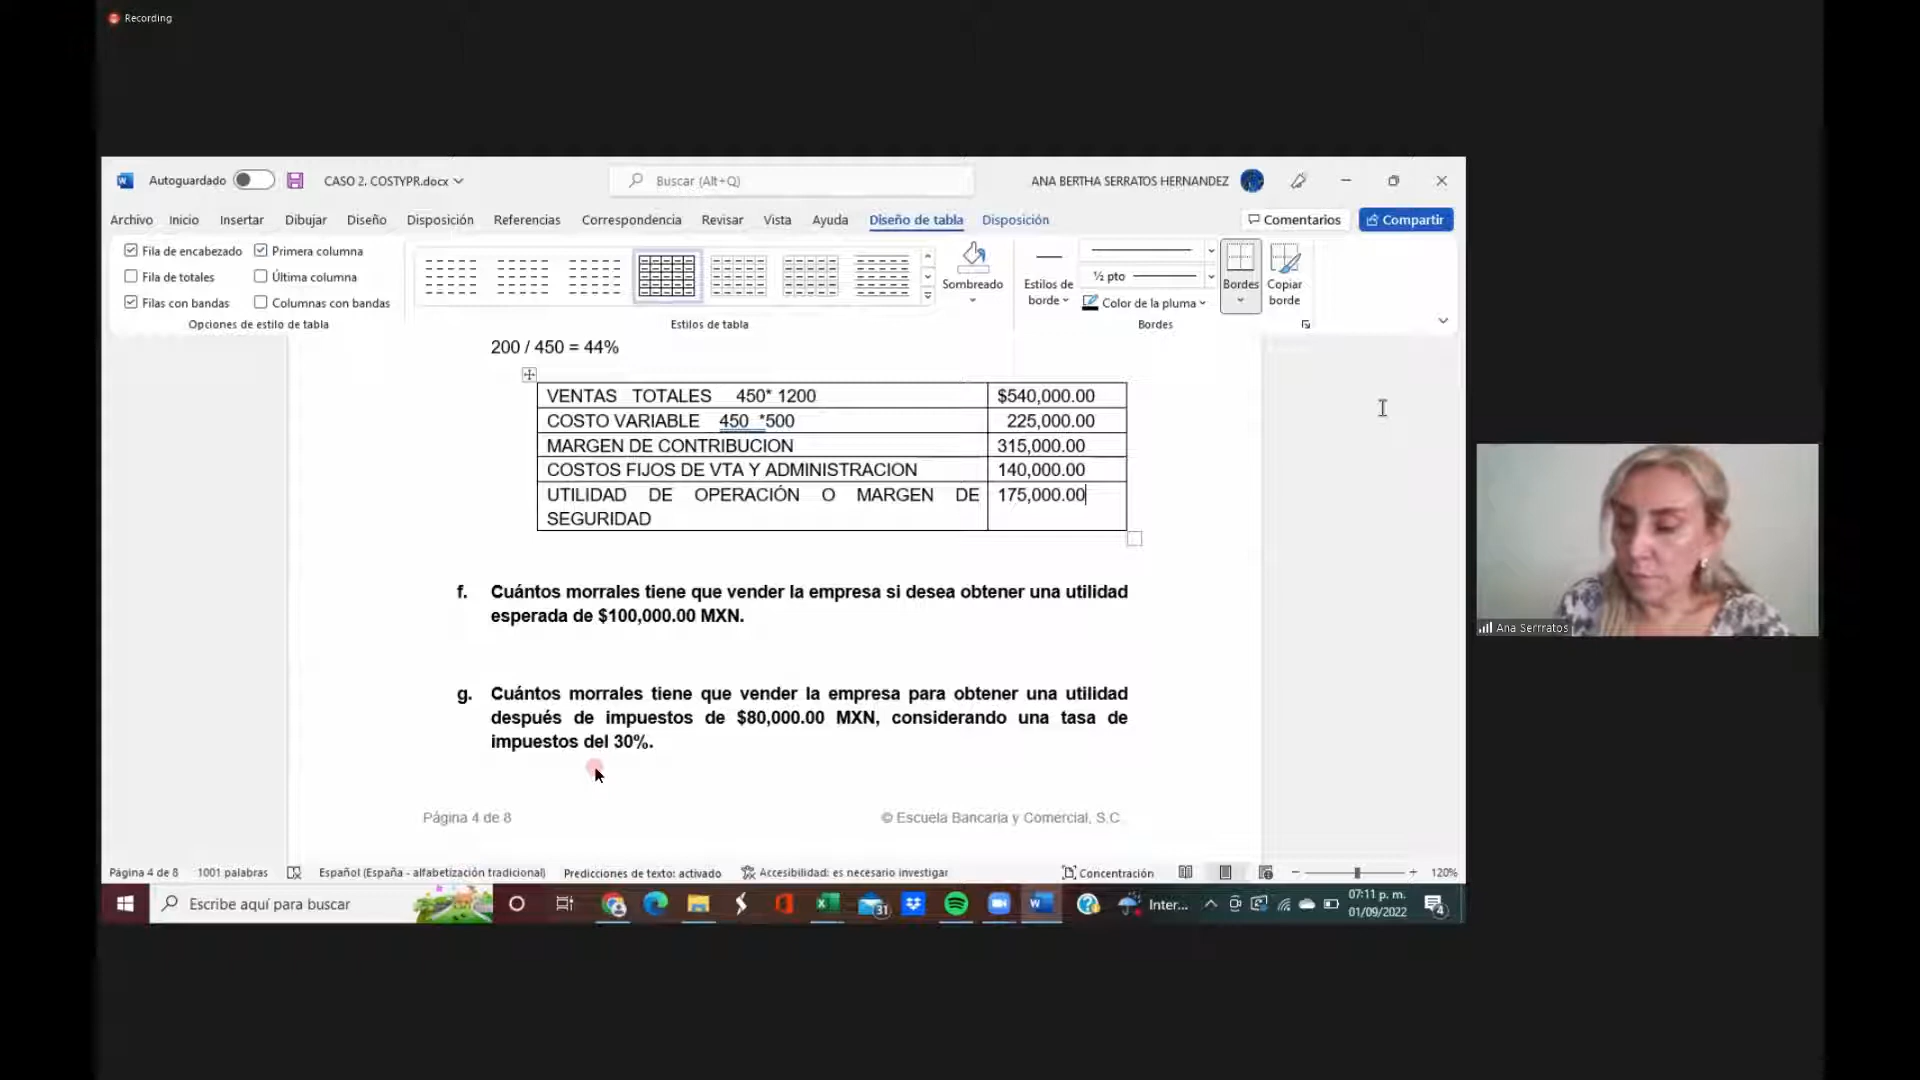 Recording
Autoguardado CASO 2. COSTYPR.docx Buscar (Alt+Q) ANA BERTHA SERRATOS HERNANDEZ
Archivo Inicio Insertar Dibujar Diseño Disposición Referencias Correspondencia Revisar Vista Ayuda Diseño de tabla Disposición Comentarios Compartir
Fila de encabezado Primera columna
Fila de totales Última columna
Filas con bandas Columnas con bandas
Opciones de estilo de tabla
Estilos de tabla
Sombreado
Estilos de borde
½ pto
Color de la pluma
Bordes
Copiar borde
Bordes
200 / 450 = 44%
VENTAS TOTALES 450* 1200 $540,000.00
COSTO VARIABLE 450 *500 225,000.00
MARGEN DE CONTRIBUCION 315,000.00
COSTOS FIJOS DE VTA Y ADMINISTRACION 140,000.00
UTILIDAD DE OPERACIÓN O MARGEN DE 175,000.00
SEGURIDAD
f. Cuántos morrales tiene que vender la empresa si desea obtener una utilidad
esperada de $100,000.00 MXN.
g. Cuántos morrales tiene que vender la empresa para obtener una utilidad
después de impuestos de $80,000.00 MXN, considerando una tasa de
impuestos del 30%.
Página 4 de 8 © Escuela Bancaria y Comercial, S.C.
Ana Serrratos
Página 4 de 8 1001 palabras Español (España - alfabetización tradicional) Predicciones de texto: activado Accesibilidad: es necesario investigar Concentración 120%
Escribe aquí para buscar 31 Inter... 07:11 p. m.
01/09/2022 4